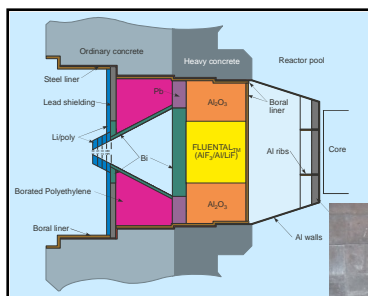 Ordinary concrete
Heavy concrete
Reactor pool
Steel liner
Lead shielding
Pb
Al₂O₃
Boral
liner
Li/poly
FLUENTAL™
(AlF₃/Al/LiF)
Al ribs
Core
Bi
Borated Polyethylene
Al₂O₃
Boral liner
Al walls